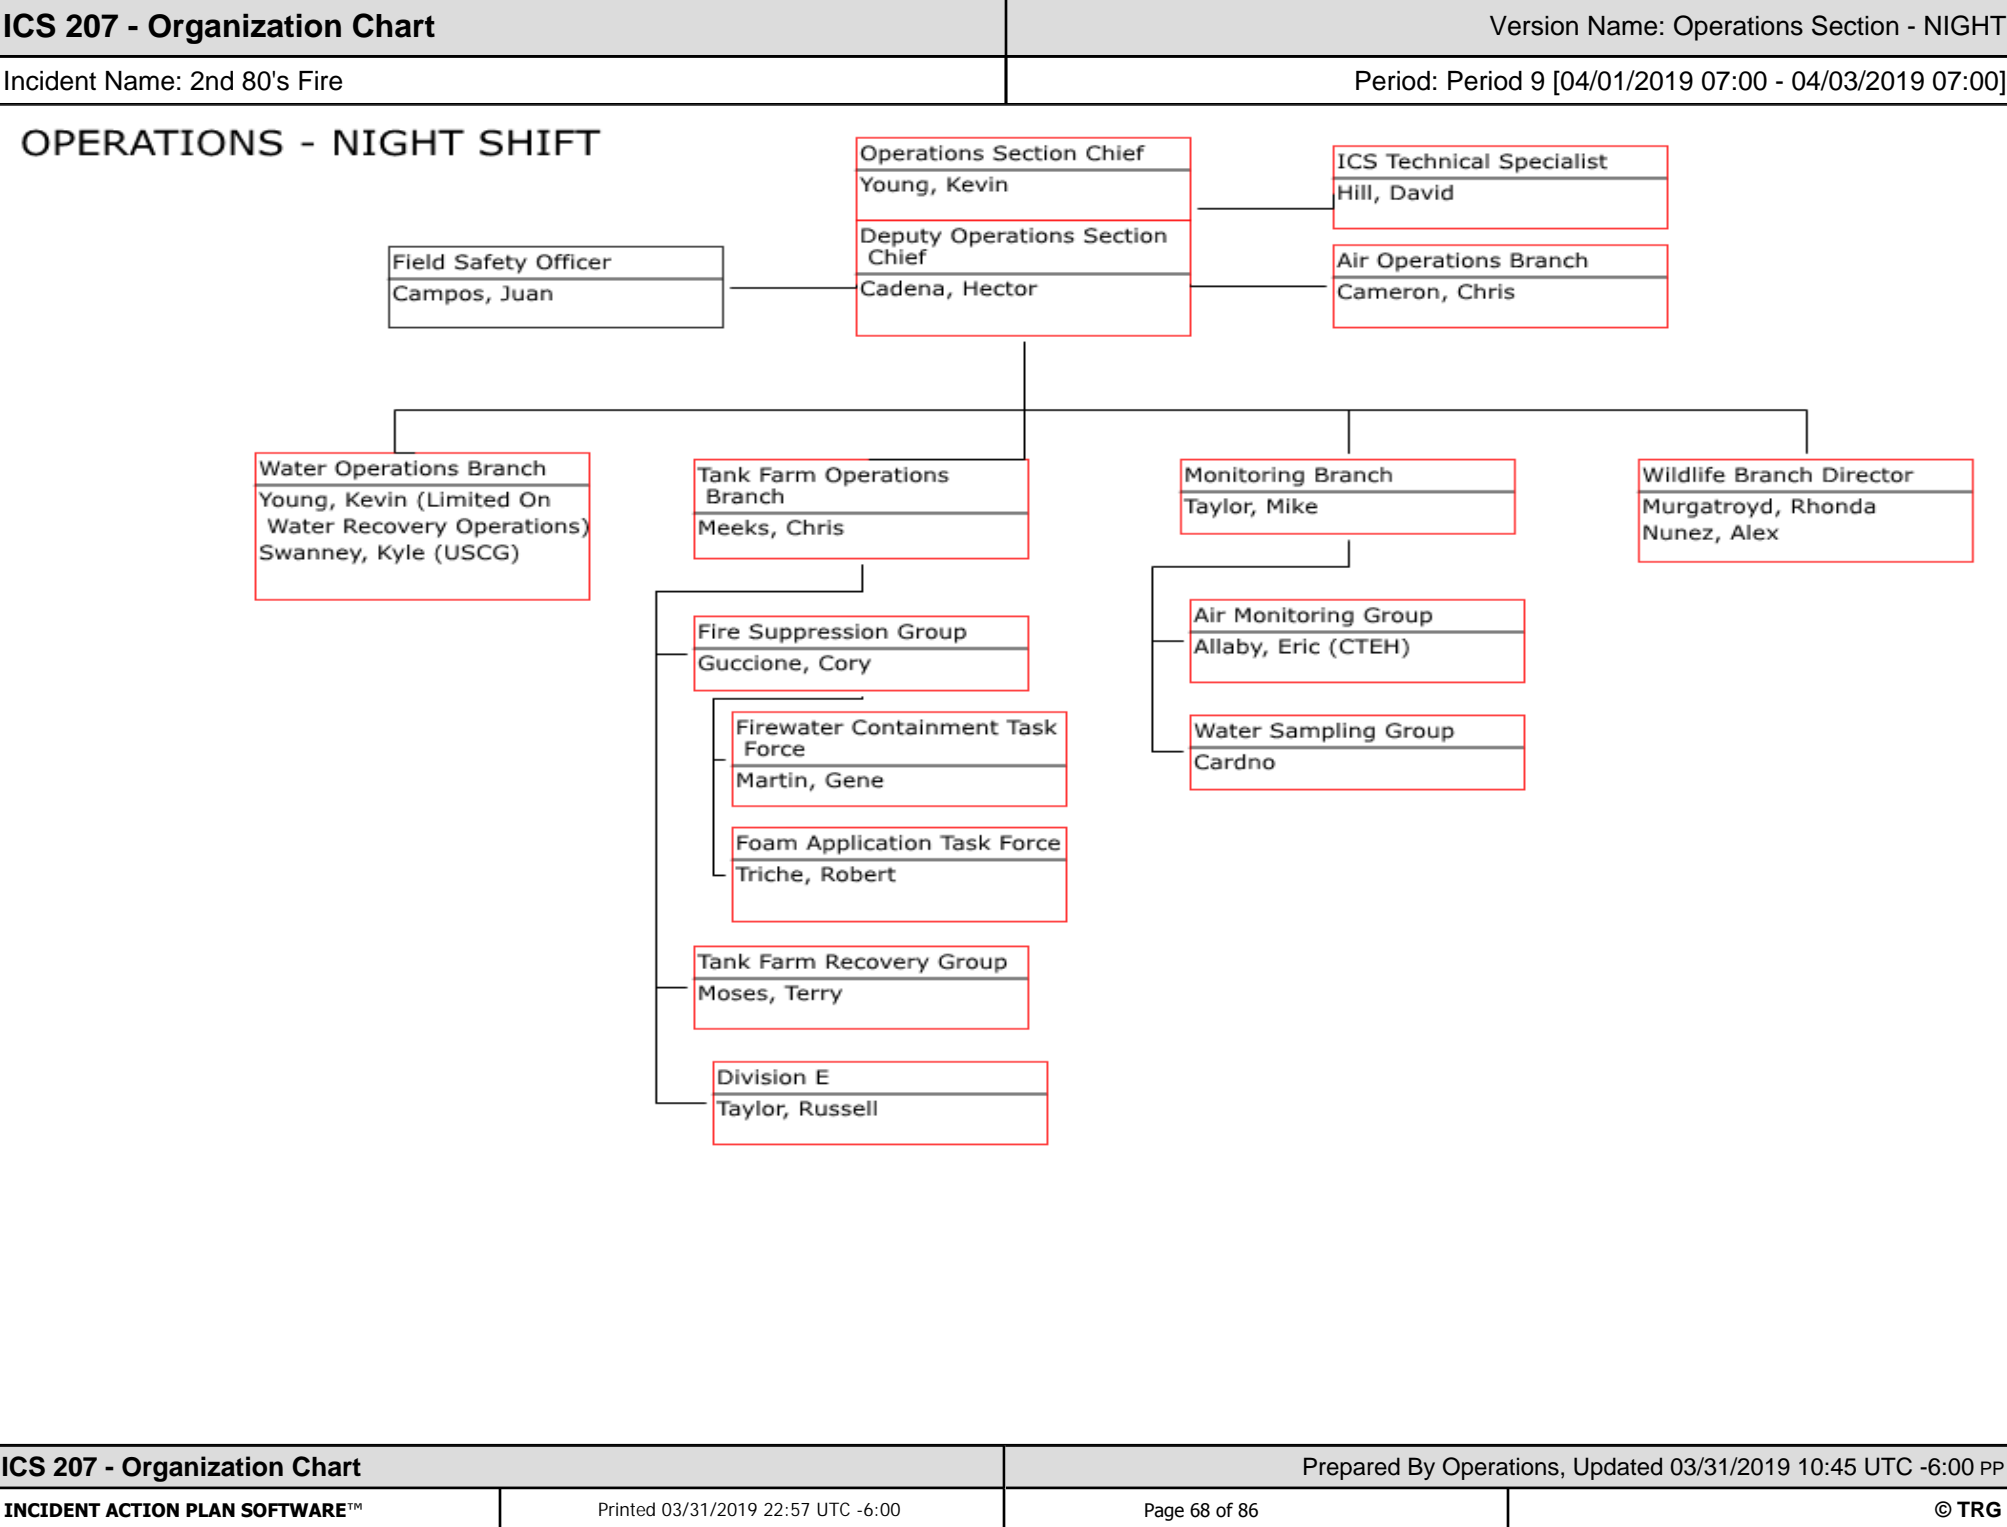 ICS 207 - Organization Chart
Version Name: Operations Section - NIGHT
Incident Name: 2nd 80's Fire
Period: Period 9 [04/01/2019 07:00 - 04/03/2019 07:00]
OPERATIONS - NIGHT SHIFT
Operations Section Chief
Young, Kevin
Deputy Operations Section
Chief
Cadena, Hector
ICS Technical Specialist
Hill, David
Field Safety Officer
Campos, Juan
Air Operations Branch
Cameron, Chris
Water Operations Branch
Young, Kevin (Limited On
Water Recovery Operations)
Swanney, Kyle (USCG)
Tank Farm Operations
Branch
Meeks, Chris
Monitoring Branch
Taylor, Mike
Wildlife Branch Director
Murgatroyd, Rhonda
Nunez, Alex
Fire Suppression Group
Guccione, Cory
Firewater Containment Task
Force
Martin, Gene
Foam Application Task Force
Triche, Robert
Tank Farm Recovery Group
Moses, Terry
Division E
Taylor, Russell
Air Monitoring Group
Allaby, Eric (CTEH)
Water Sampling Group
Cardno
ICS 207 - Organization Chart
Prepared By Operations, Updated 03/31/2019 10:45 UTC -6:00 PP
INCIDENT ACTION PLAN SOFTWARE™
Printed 03/31/2019 22:57 UTC -6:00
Page 68 of 86
© TRG